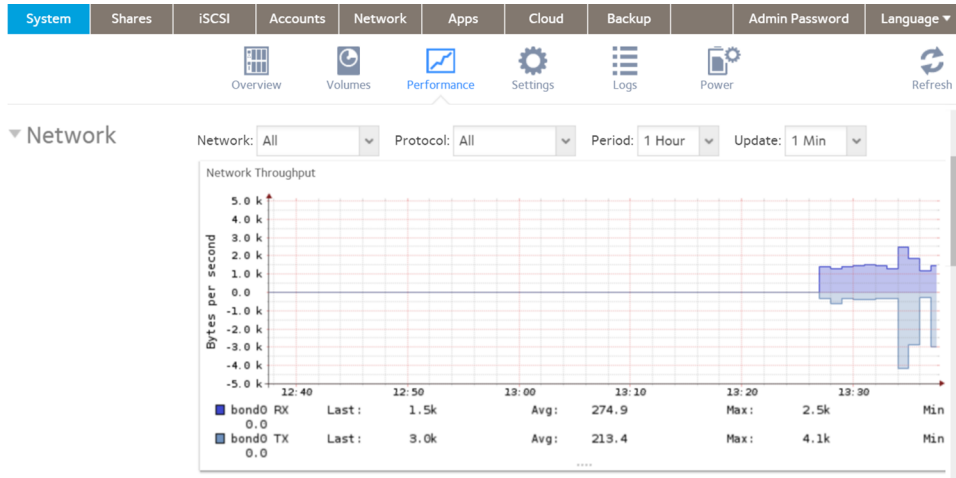 System Shares iSCSI Accounts Network Apps Cloud Backup Admin Password Language
Overview Volumes Performance Settings Logs Power Refresh
Network
Network: All Protocol: All Period: 1 Hour Update: 1 Min
Network Throughput
Bytes per second
5.0 k
4.0 k
3.0 k
2.0 k
1.0 k
0.0
-1.0 k
-2.0 k
-3.0 k
-4.0 k
-5.0 k
12:40 12:50 13:00 13:10 13:20 13:30
bond0 RX Last: 1.5k Avg: 274.9 Max: 2.5k Min
0.0
bond0 TX Last: 3.0k Avg: 213.4 Max: 4.1k Min
0.0